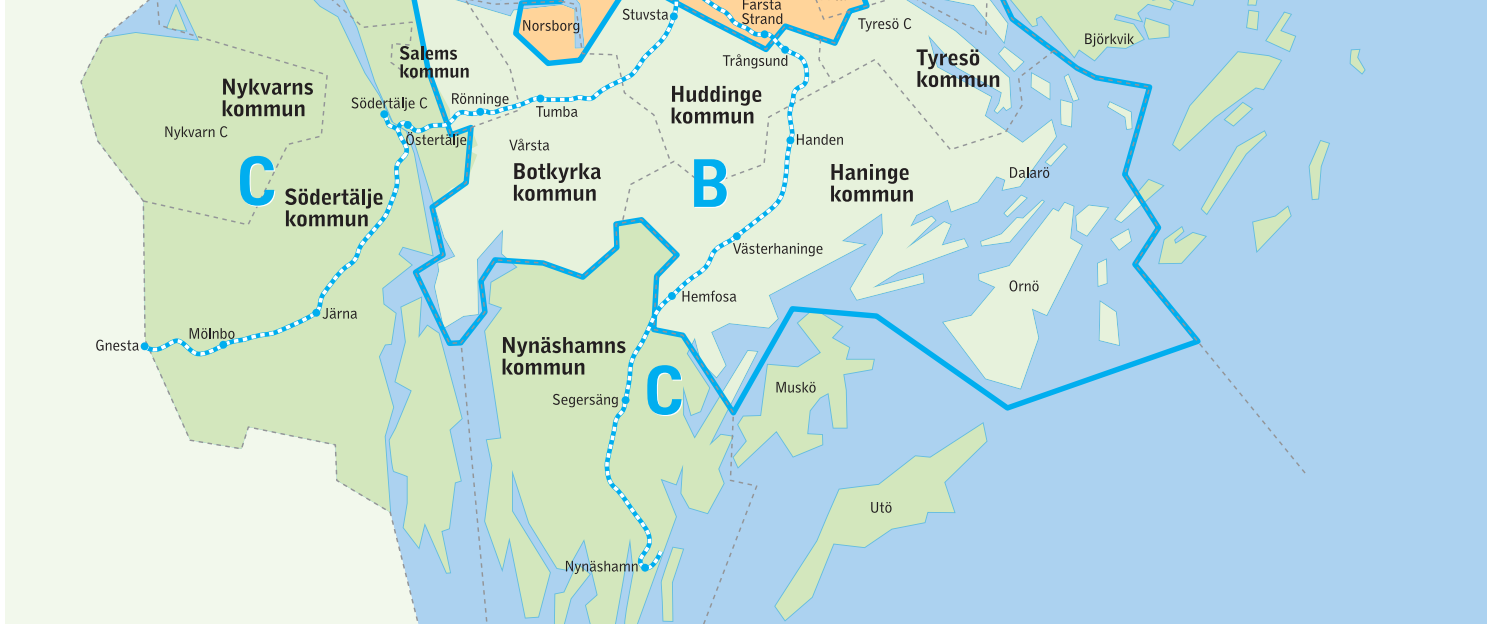 Farsta
Strand
Stuvsta
Norsborg
Tyresö C
Björkvik
Salems
kommun
Trångsund
Tyresö
kommun
Nykvarns
kommun
Södertälje C
Rönninge
Tumba
Huddinge
kommun
Nykvarn C
Östertälje
Vårsta
Handen
Botkyrka
kommun
B
Haninge
kommun
Dalarö
C
Södertälje
kommun
Västerhaninge
Ornö
Hemfosa
Järna
Mölnbo
Gnesta
Nynäshamns
kommun
C
Segersäng
Muskö
Utö
Nynäshamn